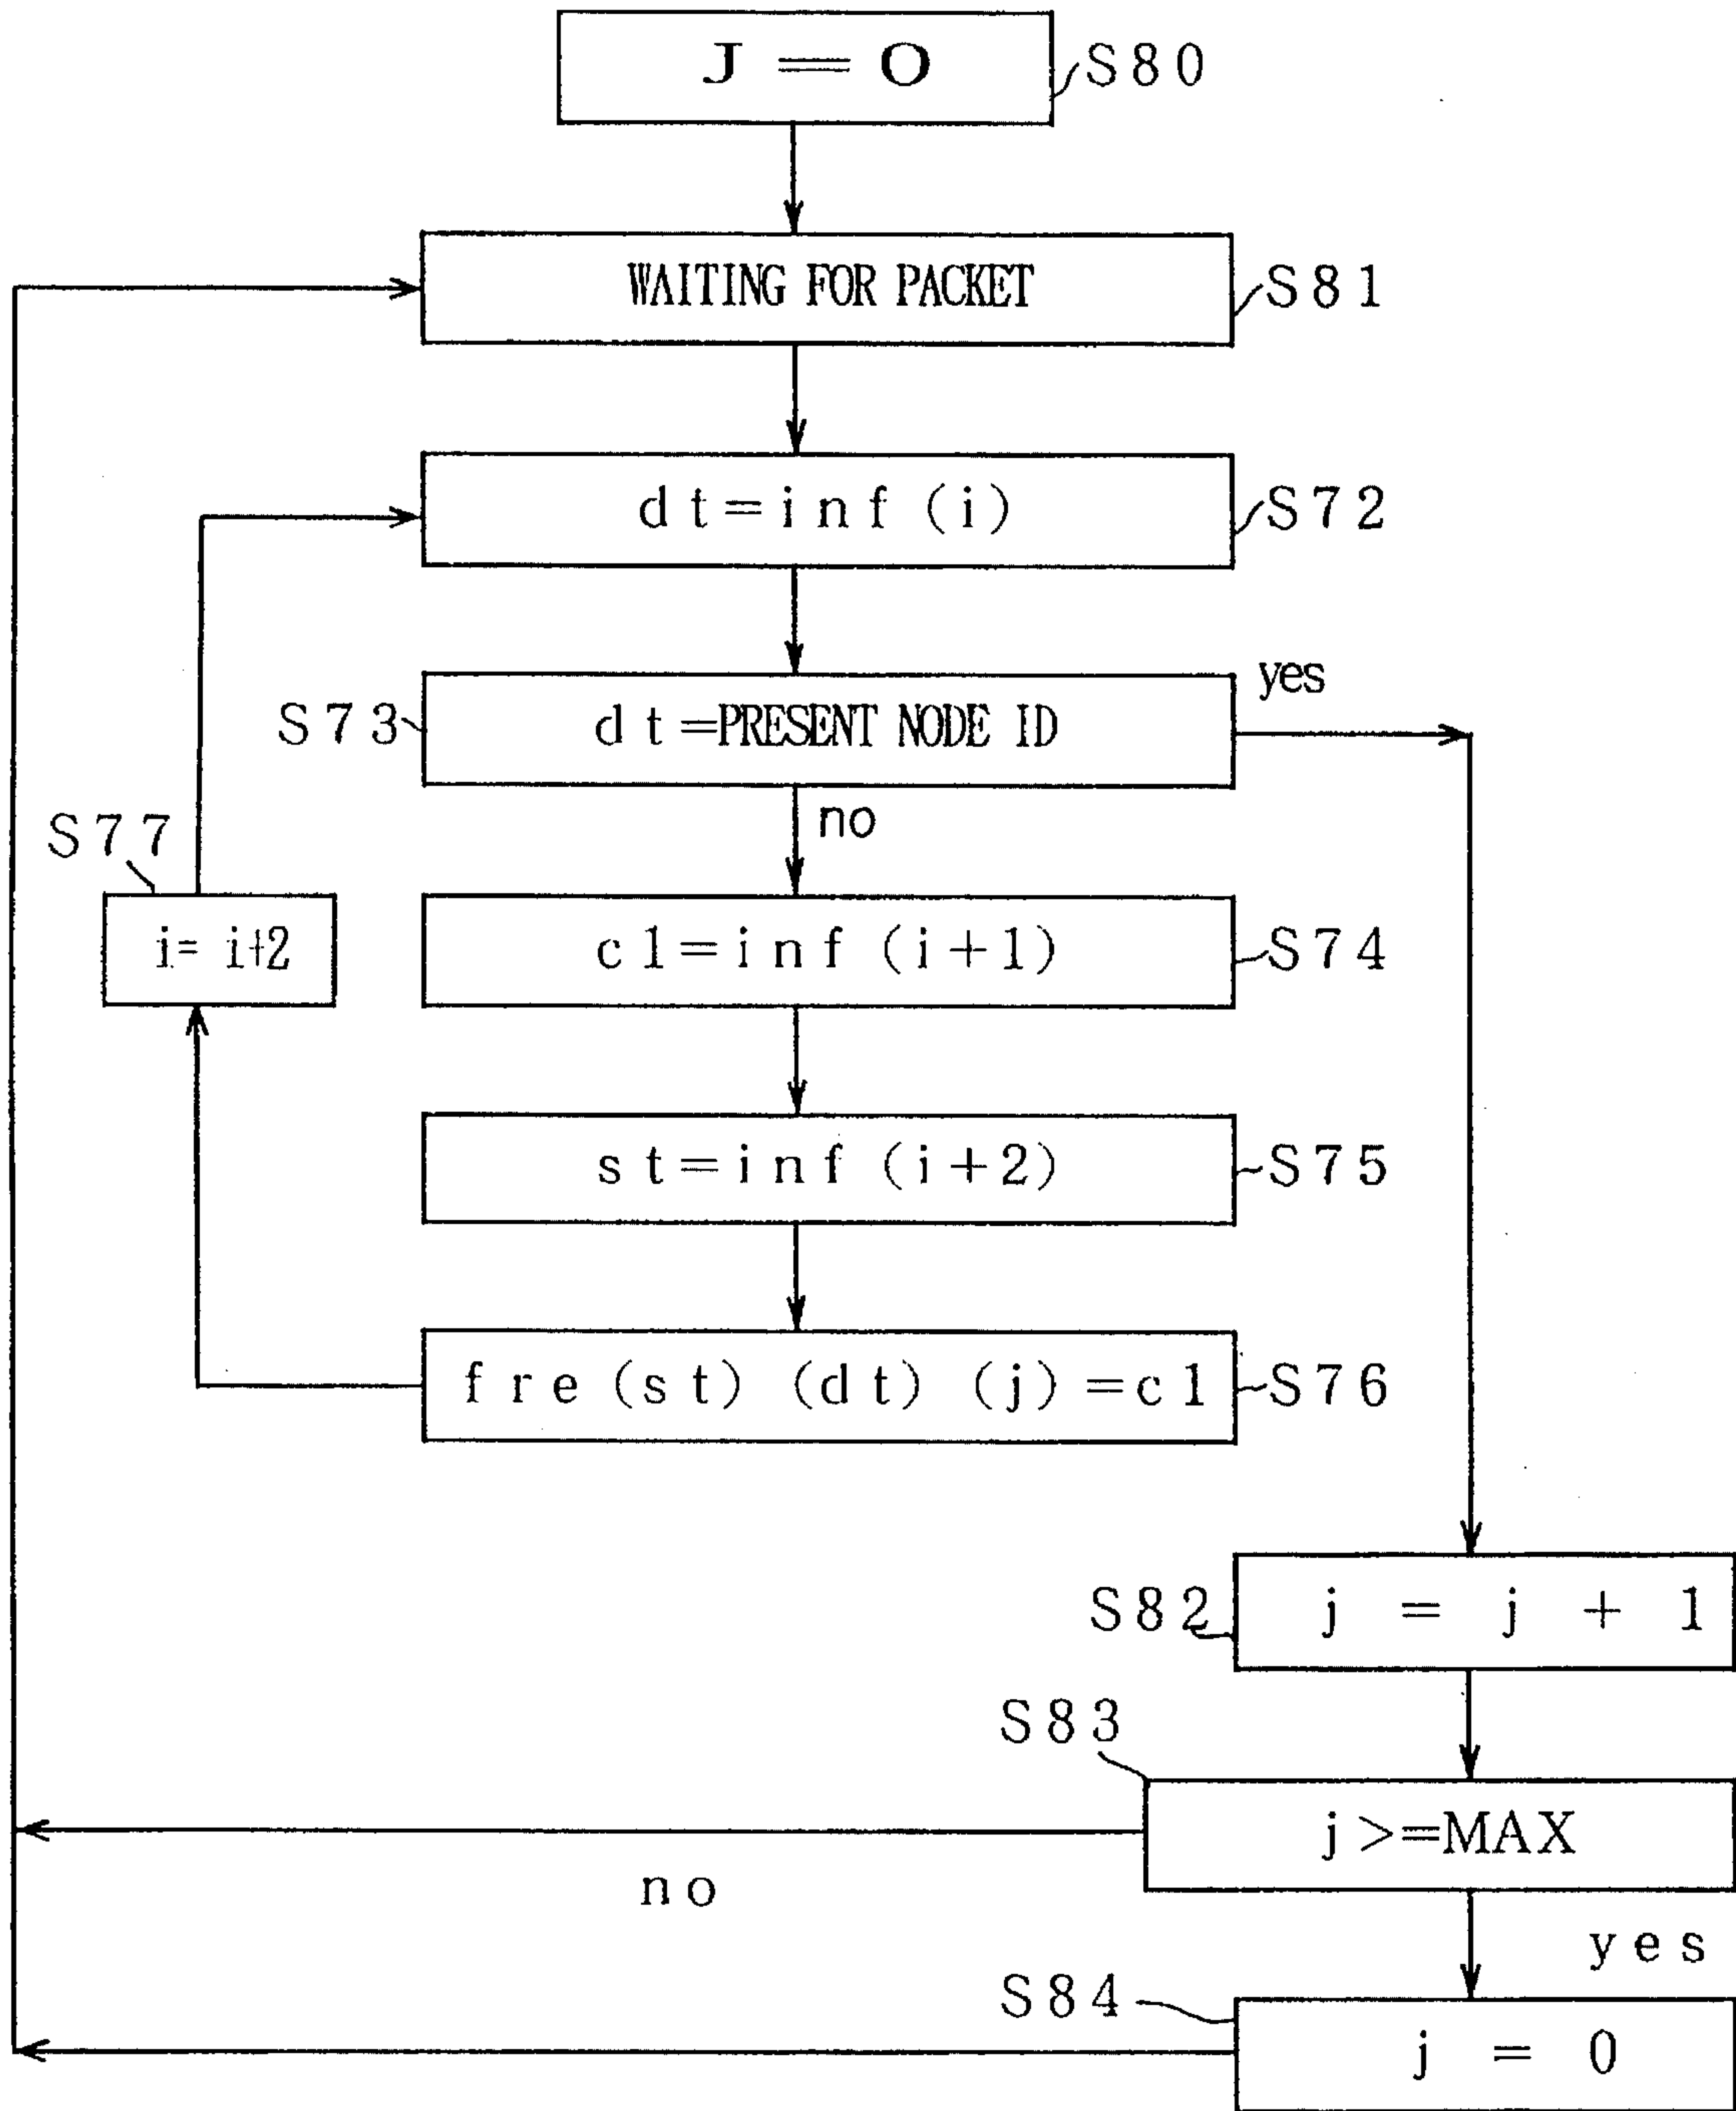 J = 0
S80
WAITING FOR PACKET
S81
dt=inf (i)
S72
yes
S73
dt=PRESENT NODE ID
no
S77
i= i+2
c1=inf (i+1)
S74
st=inf (i+2)
S75
fre (st) (dt) (j) =c1
S76
S82
j = j + 1
S83
j>=MAX
no
yes
S84
j = 0